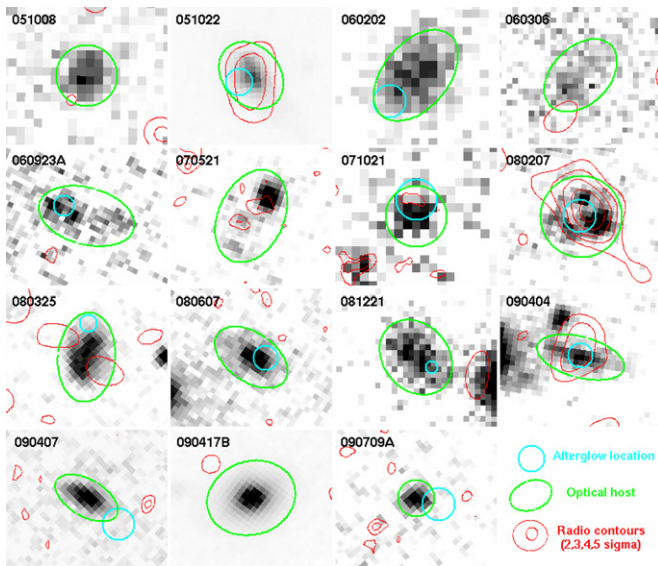 051008
051022
060202
060306
060923A
070521
071021
080207
080325
080607
081221
090404
090407
090417B
090709A
Afterglow location
Optical host
Radio contours
(2,3,4,5 sigma)